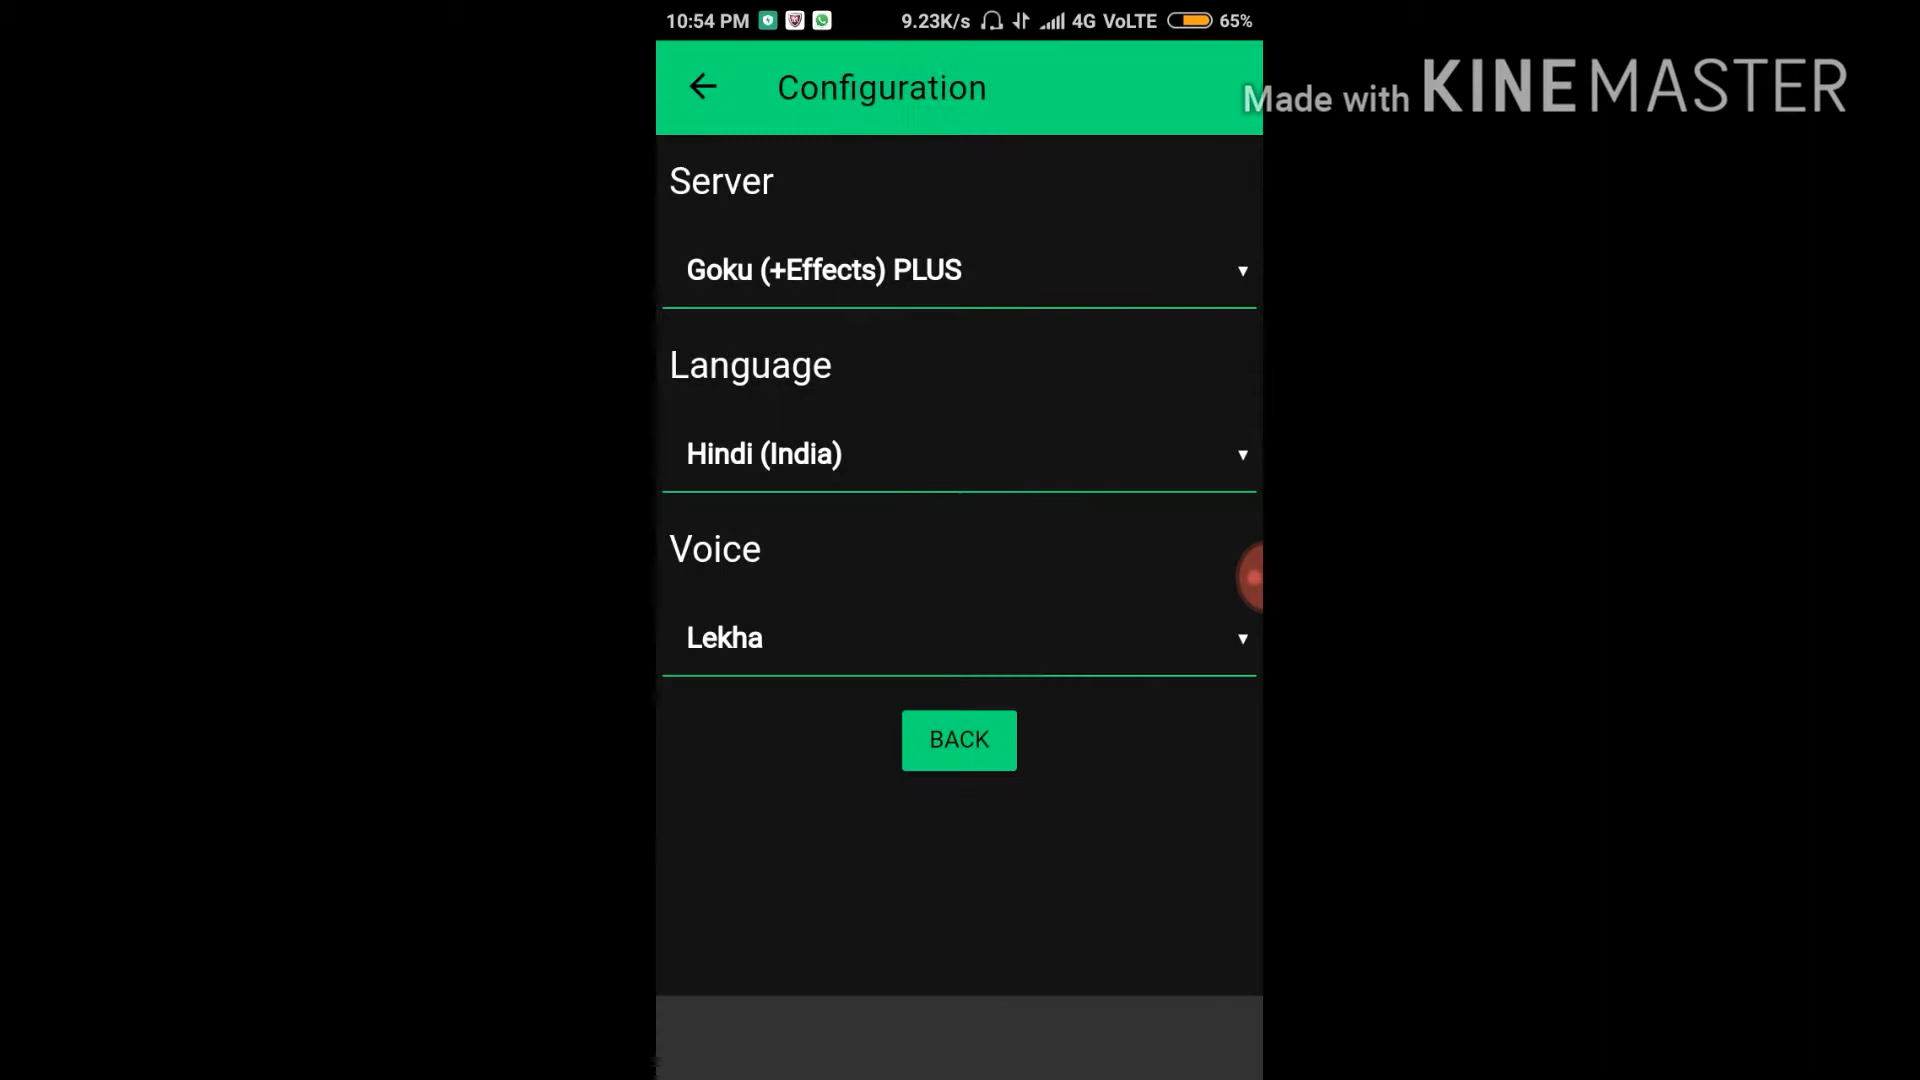 10:54 PM 9.23K/s 4G VoLTE 65%
Configuration
Made with KINEMASTER
Server
Goku (+Effects) PLUS
Language
Hindi (India)
Voice
Lekha
BACK